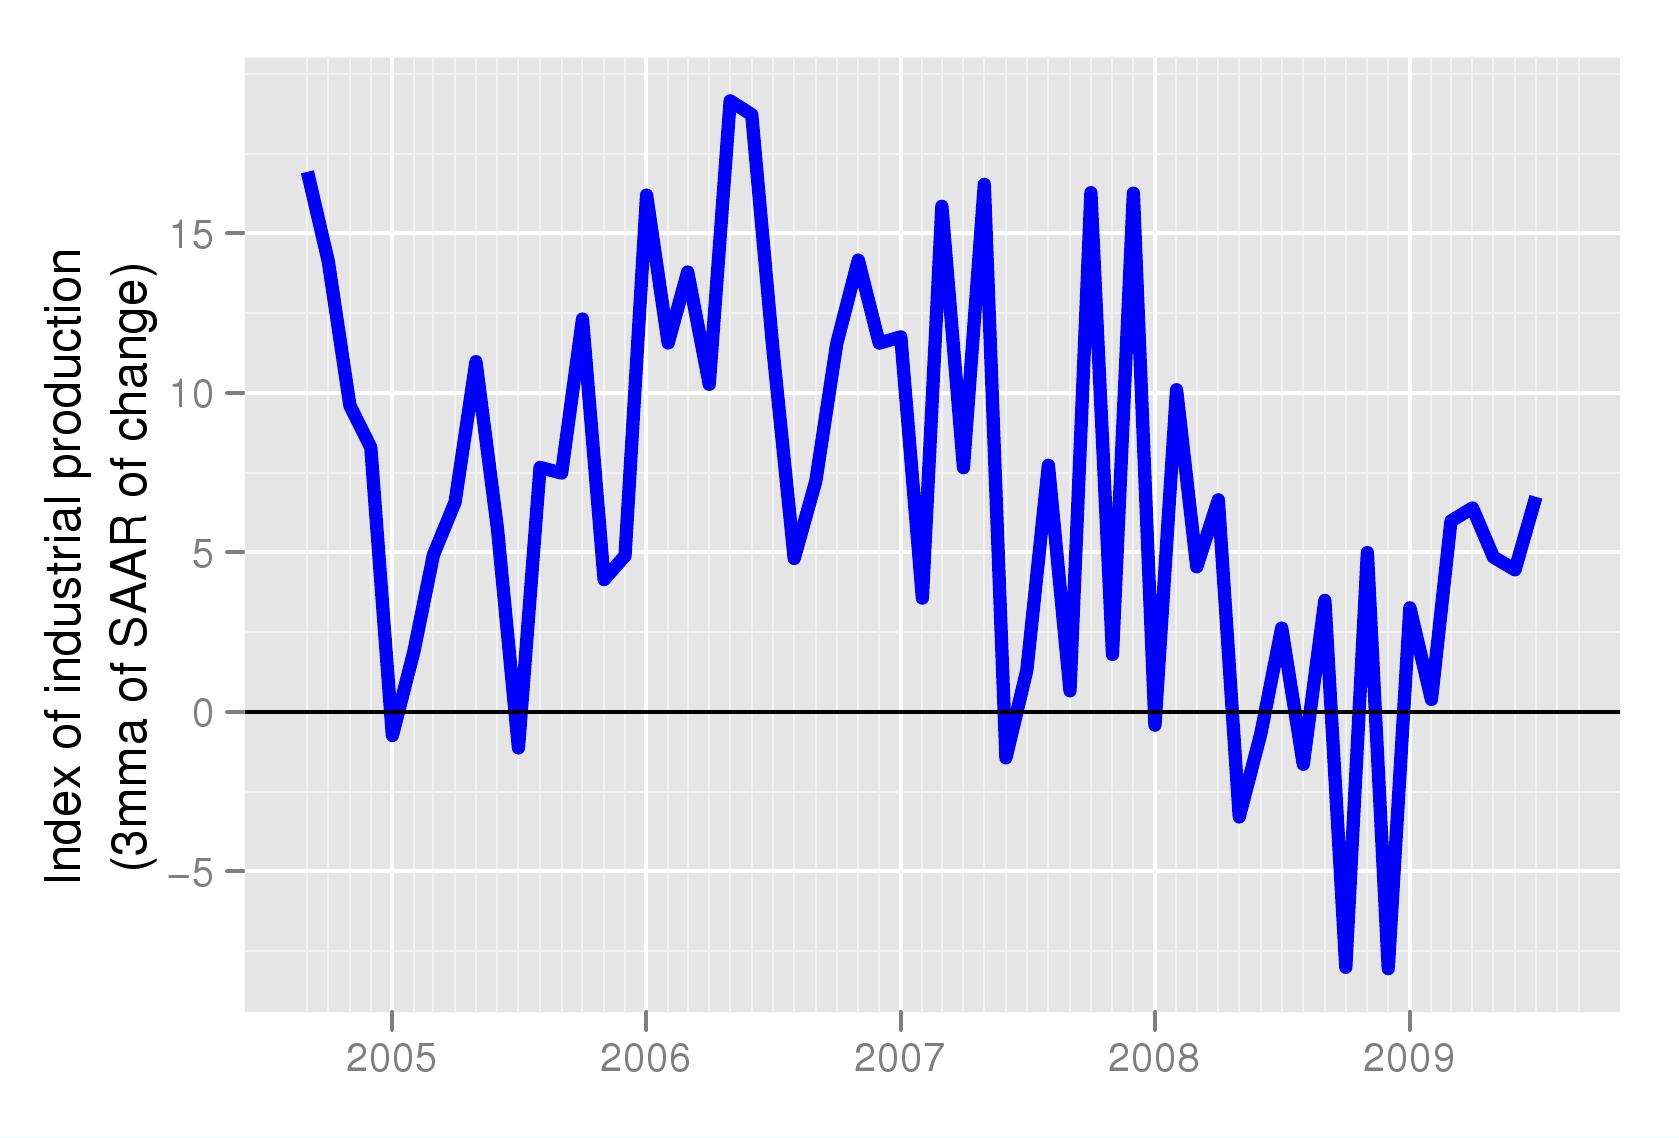 Index of industrial production
(3mma of SAAR of change)
15
10
5
0
−5
2005 2006 2007 2008 2009